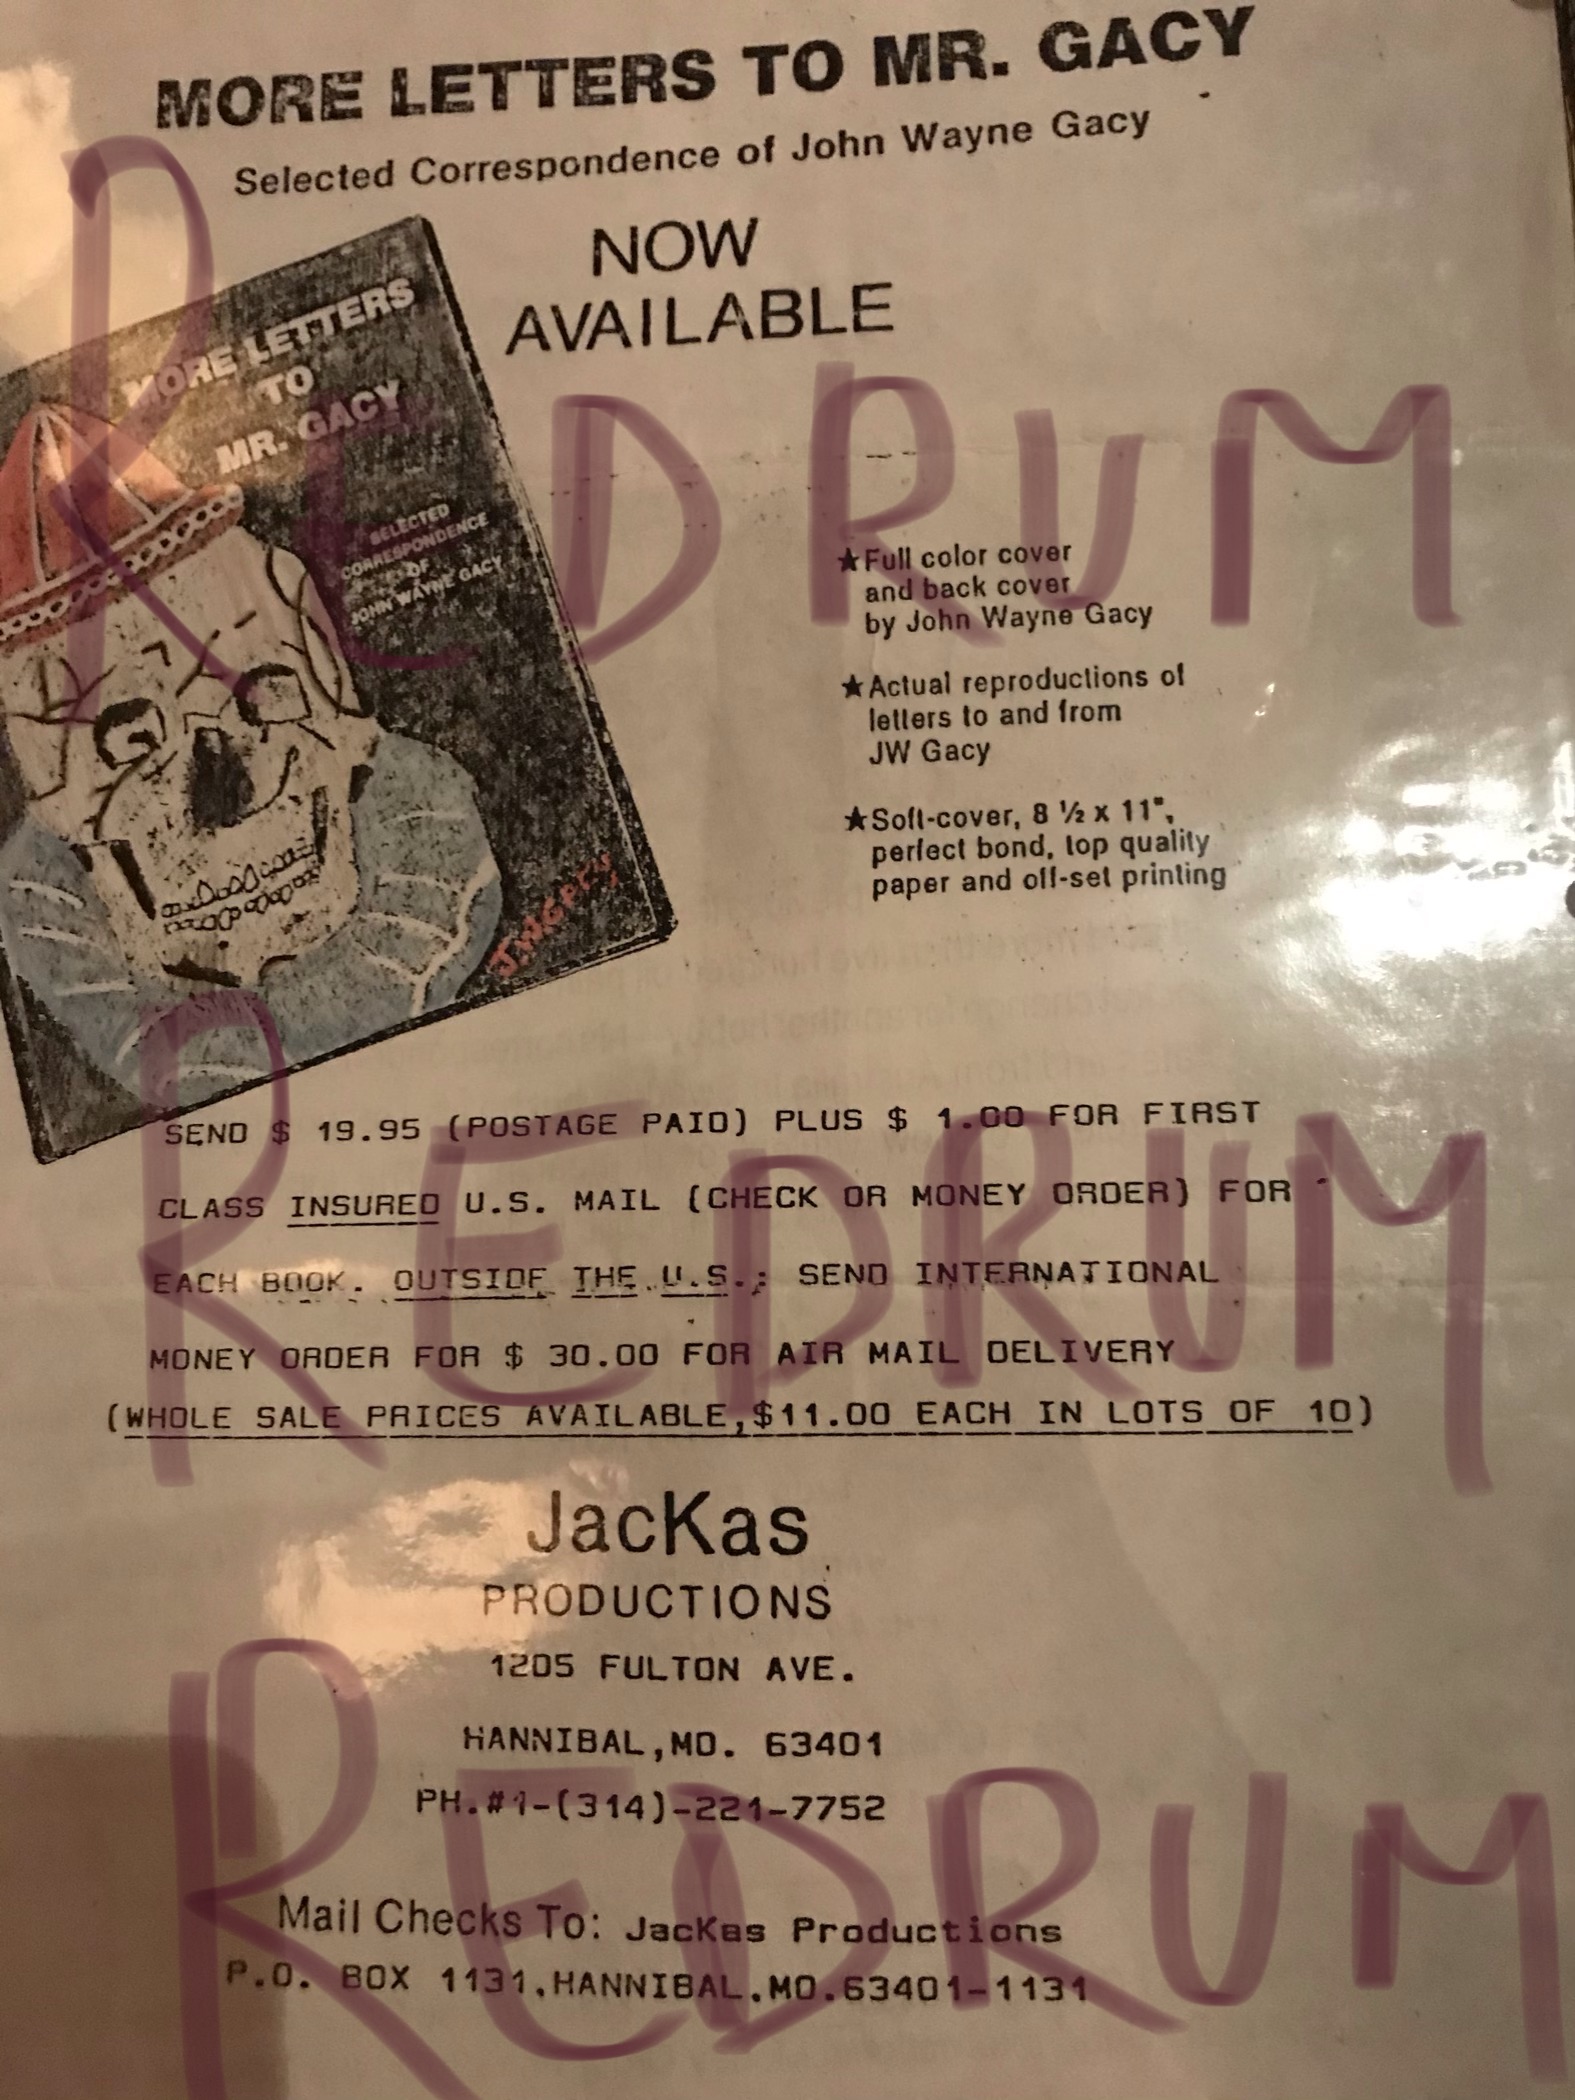 MORE LETTERS TO MR. GACY
Selected Correspondence of John Wayne Gacy
NOW
AVAILABLE
MORE LETTERS
TO
MR. GACY
SELECTED
CORRESPONDENCE
OF
JOHN WAYNE GACY
J.W.GACY
REDRUM
★Full color cover
and back cover
by John Wayne Gacy
★Actual reproductions of
letters to and from
JW Gacy
★Soft-cover, 8 ½ x 11",
perfect bond, top quality
paper and off-set printing
SEND $ 19.95 (POSTAGE PAID) PLUS $ 1.00 FOR FIRST
CLASS INSURED U.S. MAIL (CHECK OR MONEY ORDER) FOR
EACH BOOK. OUTSIDE THE U.S.; SEND INTERNATIONAL
MONEY ORDER FOR $ 30.00 FOR AIR MAIL DELIVERY
(WHOLE SALE PRICES AVAILABLE,$11.00 EACH IN LOTS OF 10)
REDRUM
JacKas
PRODUCTIONS
1205 FULTON AVE.
HANNIBAL,MO. 63401
PH.#1-(314)-221-7752
REDRUM
Mail Checks To: JacKas Productions
P.O. BOX 1131,HANNIBAL,MO.63401-1131